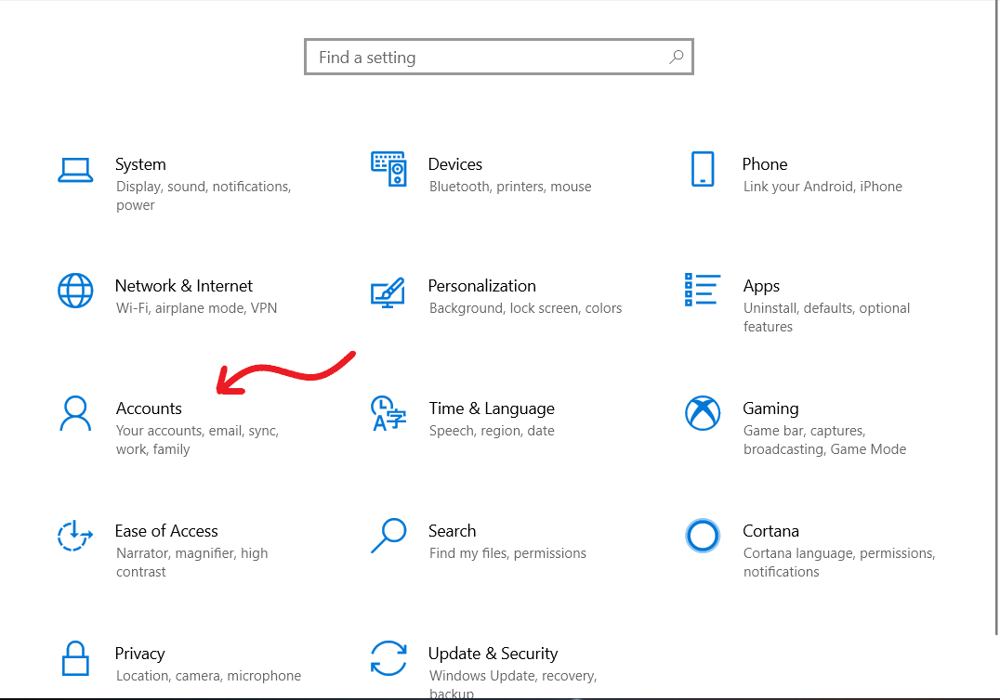 Find a setting
System
Display, sound, notifications,
power
Devices
Bluetooth, printers, mouse
Phone
Link your Android, iPhone
Network & Internet
Wi-Fi, airplane mode, VPN
Personalization
Background, lock screen, colors
Apps
Uninstall, defaults, optional
features
Accounts
Your accounts, email, sync,
work, family
Time & Language
Speech, region, date
Gaming
Game bar, captures,
broadcasting, Game Mode
Ease of Access
Narrator, magnifier, high
contrast
Search
Find my files, permissions
Cortana
Cortana language, permissions,
notifications
Privacy
Location, camera, microphone
Update & Security
Windows Update, recovery,
backup